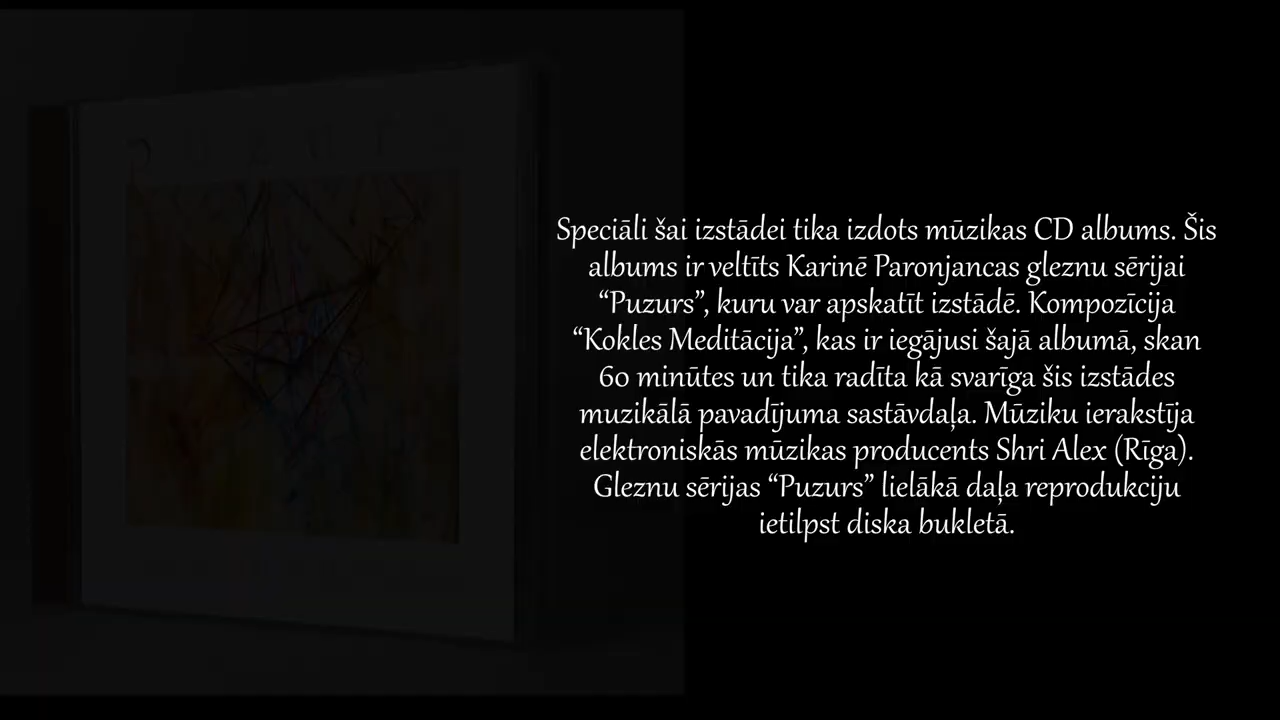 Puzurs
Speciāli šai izstādei tika izdots mūzikas CD albums. Šis
albums ir veltīts Karinē Paronjancas gleznu sērijai
“Puzurs”, kuru var apskatīt izstādē. Kompozīcija
“Kokles Meditācija”, kas ir iegājusi šajā albumā, skan
60 minūtes un tika radīta kā svarīga šis izstādes
muzikālā pavadījuma sastāvdaļa. Mūziku ierakstīja
elektroniskās mūzikas producents Shri Alex (Rīga).
Gleznu sērijas “Puzurs” lielākā daļa reprodukciju
ietilpst diska bukletā.